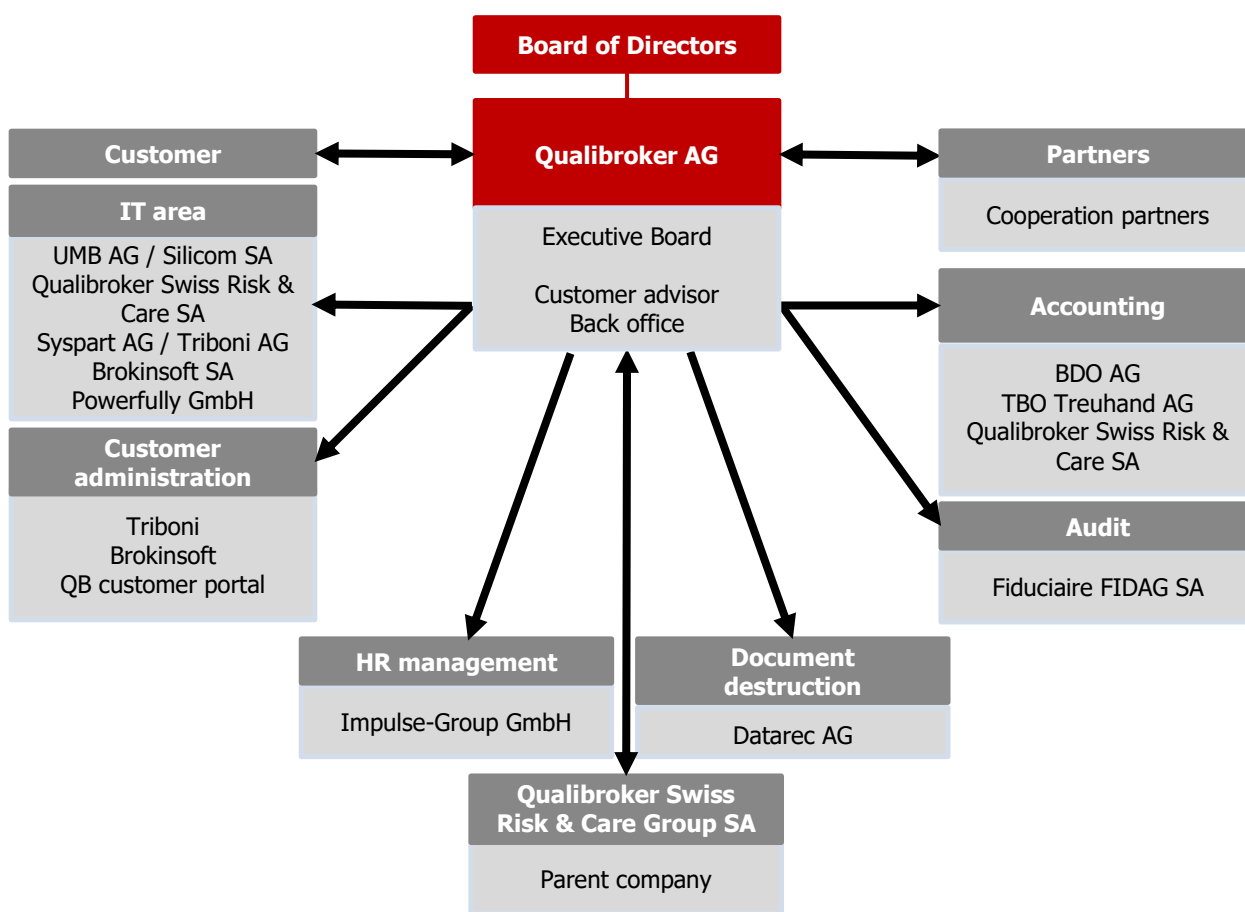 Board of Directors
Qualibroker AG
Executive Board
Customer advisor
Back office
Customer
IT area
UMB AG / Silicom SA
Qualibroker Swiss Risk &
Care SA
Syspart AG / Triboni AG
Brokinsoft SA
Powerfully GmbH
Customer
administration
Triboni
Brokinsoft
QB customer portal
Partners
Cooperation partners
Accounting
BDO AG
TBO Treuhand AG
Qualibroker Swiss Risk &
Care SA
Audit
Fiduciaire FIDAG SA
HR management
Impulse-Group GmbH
Document
destruction
Datarec AG
Qualibroker Swiss
Risk & Care Group SA
Parent company